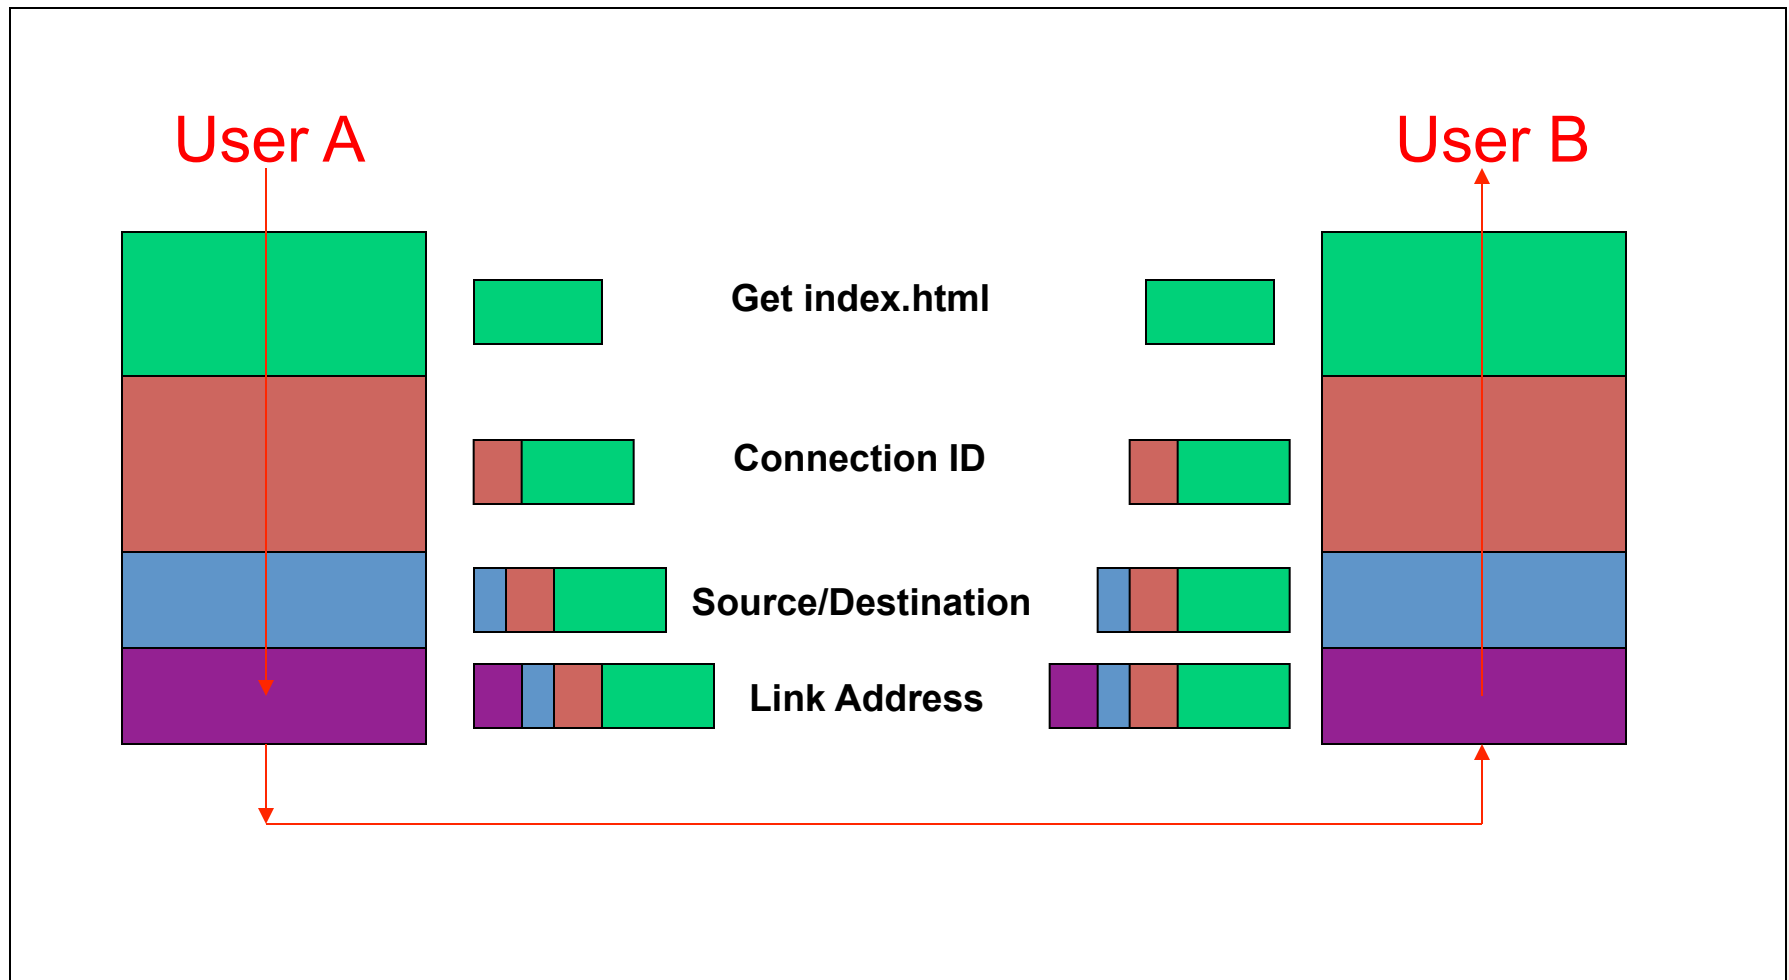 User A
User B
Get index.html
Connection ID
Source/Destination
Link Address